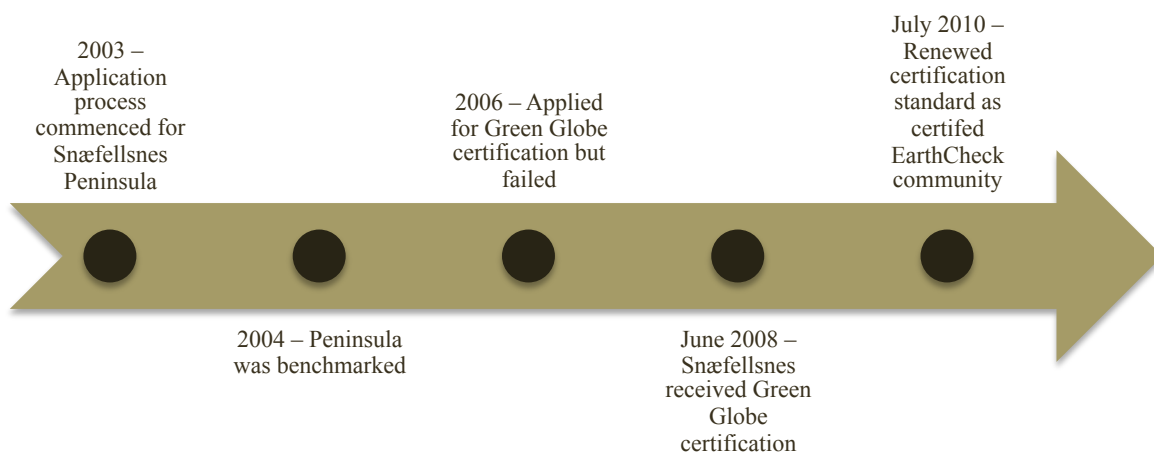 2003 –
Application
process
commenced for
Snæfellsnes
Peninsula
2004 – Peninsula
was benchmarked
2006 – Applied
for Green Globe
certification but
failed
June 2008 –
Snæfellsnes
received Green
Globe
certification
July 2010 –
Renewed
certification
standard as
certifed
EarthCheck
community